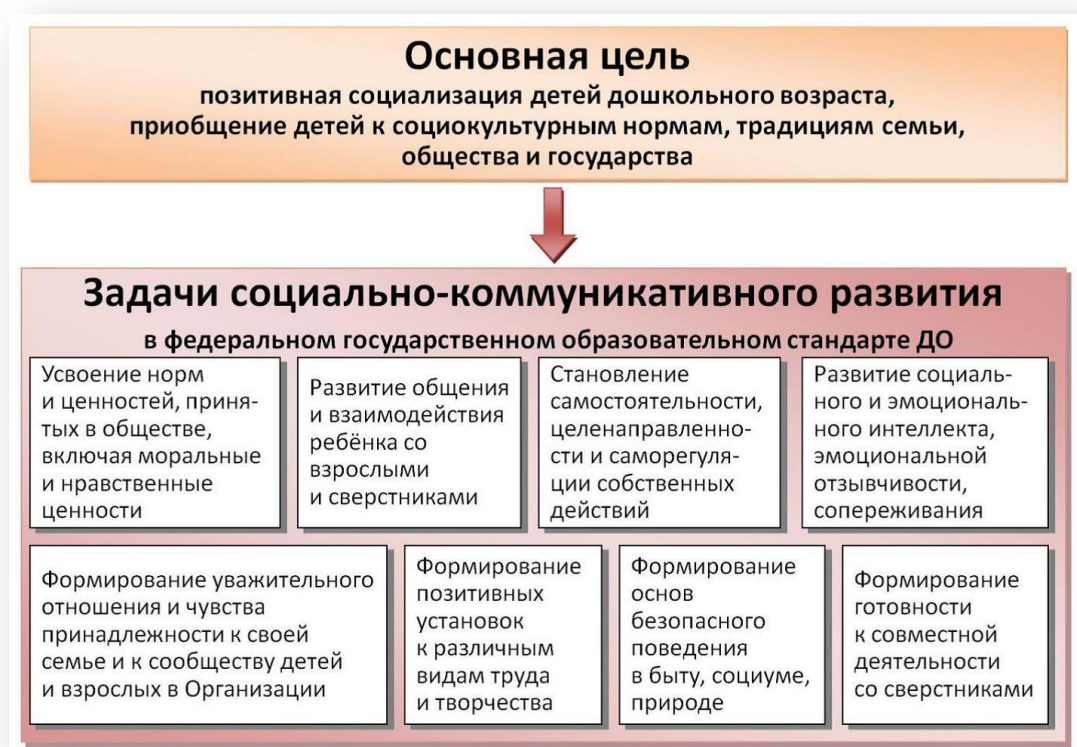 Основная цель
позитивная социализация детей дошкольного возраста,
приобщение детей к социокультурным нормам, традициям семьи,
общества и государства
Задачи социально-коммуникативного развития
в федеральном государственном образовательном стандарте ДО
Усвоение норм
и ценностей, приня-
тых в обществе,
включая моральные
и нравственные
ценности
Развитие общения
и взаимодействия
ребёнка со
взрослыми
и сверстниками
Становление
самостоятельности,
целенаправленно-
сти и саморегуля-
ции собственных
действий
Развитие социаль-
ного и эмоциональ-
ного интеллекта,
эмоциональной
отзывчивости,
сопереживания
Формирование уважительного
отношения и чувства
принадлежности к своей
семье и к сообществу детей
и взрослых в Организации
Формирование
позитивных
установок
к различным
видам труда
и творчества
Формирование
основ
безопасного
поведения
в быту, социуме,
природе
Формирование
готовности
к совместной
деятельности
со сверстниками